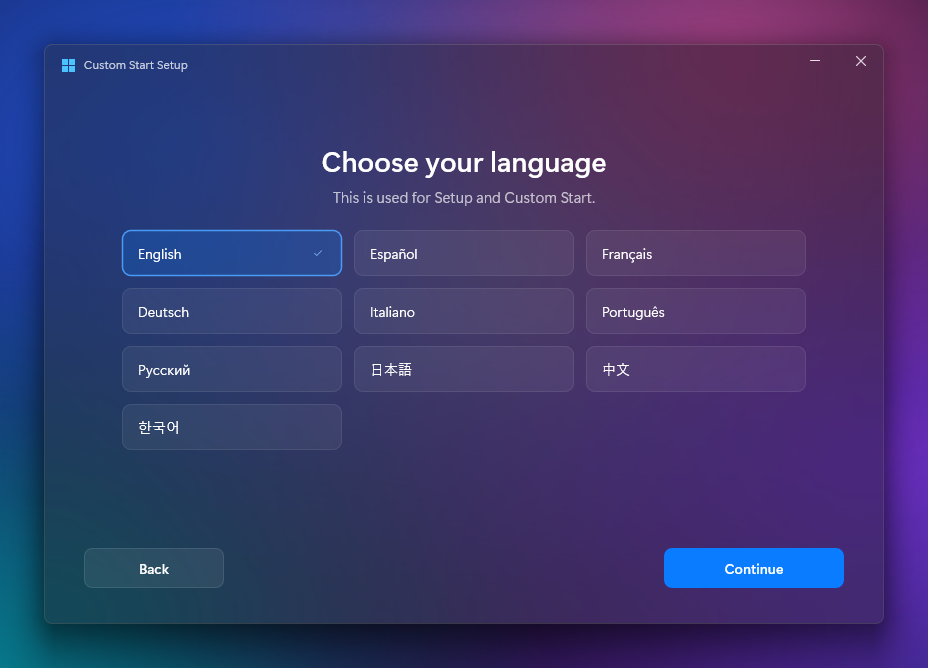 Custom Start Setup
Choose your language
This is used for Setup and Custom Start.
English
Español
Français
Deutsch
Italiano
Português
Русский
日本語
中文
한국어
Back
Continue